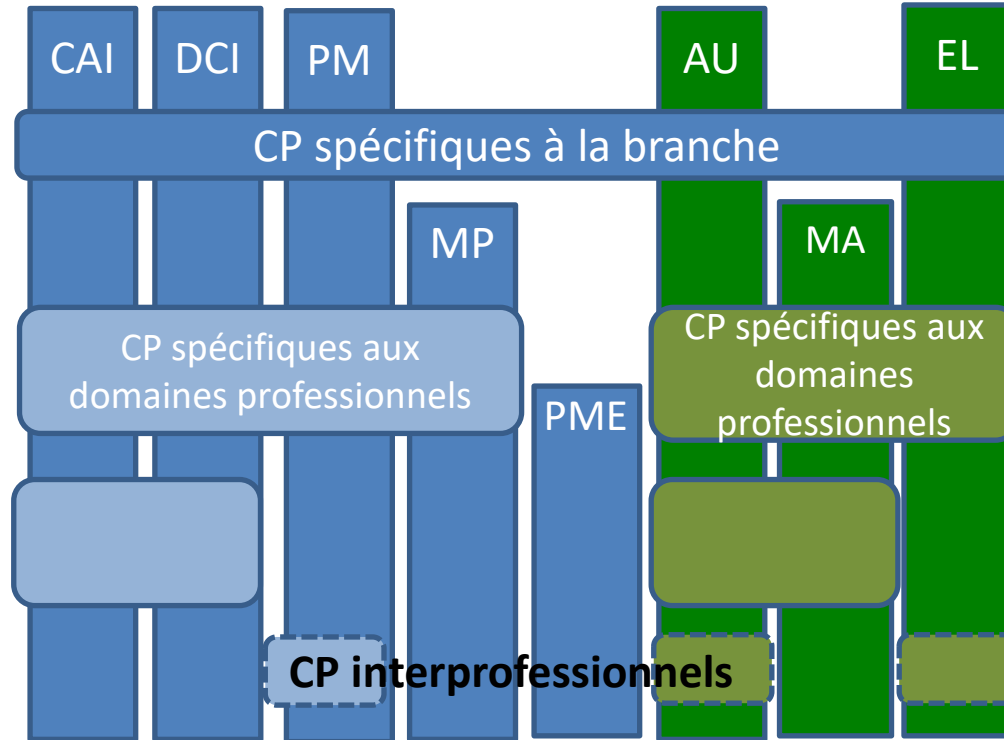 CAI DCI PM AU EL
CP spécifiques à la branche
MP MA
CP spécifiques aux
domaines professionnels
CP spécifiques aux
domaines
professionnels
PME
CP interprofessionnels